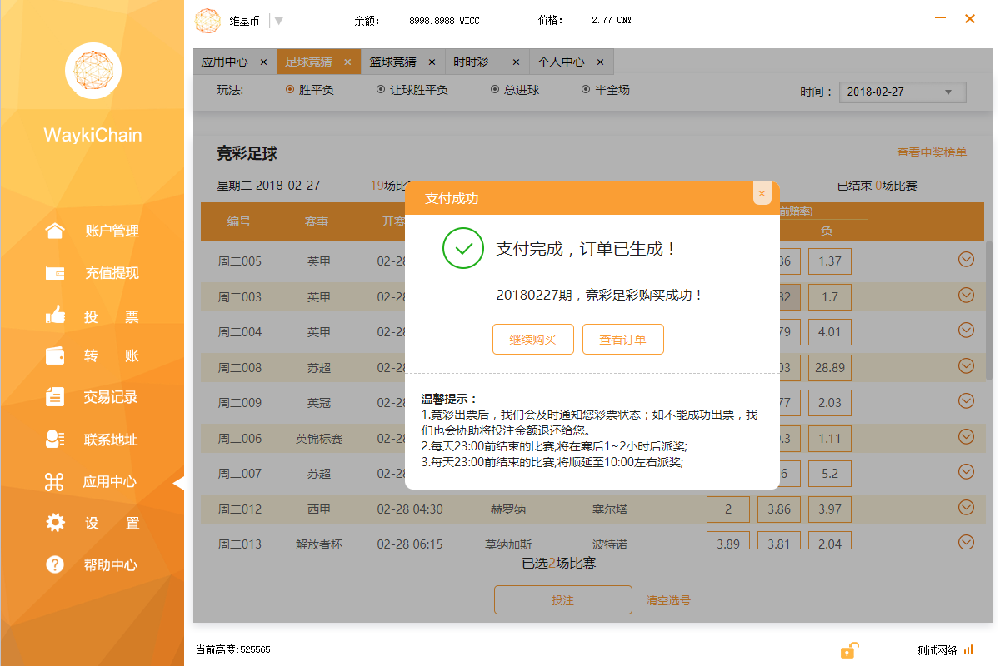 维基币
余额: 8998.8988 WICC
价格: 2.77 CNY
WaykiChain
账户管理
充值提现
投 票
转 账
交易记录
联系地址
应用中心
设 置
帮助中心
应用中心 × 足球竞猜 × 篮球竞猜 × 时时彩 × 个人中心 ×
玩法: 胜平负 让球胜平负 总进球 半全场 时间: 2018-02-27
竞彩足球 查看中奖榜单
星期二 2018-02-27 19场比 已结束 0场比赛
编号 赛事 开赛 前赔率)
负
周二005 英甲 02-28 36 1.37
周二003 英甲 02-28 32 1.7
周二004 英甲 02-28 79 4.01
周二008 苏超 02-28 03 28.89
周二009 英冠 02-28 77 2.03
周二006 英锦标赛 02-28 .3 1.11
周二007 苏超 02-28 6 5.2
周二012 西甲 02-28 04:30 赫罗纳 塞尔塔 2 3.86 3.97
周二013 解放者杯 02-28 06:15 莫纳加斯 波特诺 3.89 3.81 2.04
已选2场比赛
投注 清空选号
支付成功 ×
支付完成，订单已生成！
20180227期，竞彩足彩购买成功！
继续购买 查看订单
温馨提示：
1.竞彩出票后，我们会及时通知您彩票状态；如不能成功出票，我
们也会协助将投注金额退还给您。
2.每天23:00前结束的比赛,将在赛后1~2小时后派奖;
3.每天23:00前结束的比赛,将顺延至10:00左右派奖;
当前高度:525565
测试网络